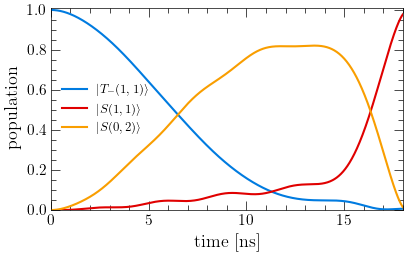 1.0
0.8
0.6
0.4
0.2
0.0
population
|T₋(1, 1)⟩
|S(1, 1)⟩
|S(0, 2)⟩
0 5 10 15
time [ns]